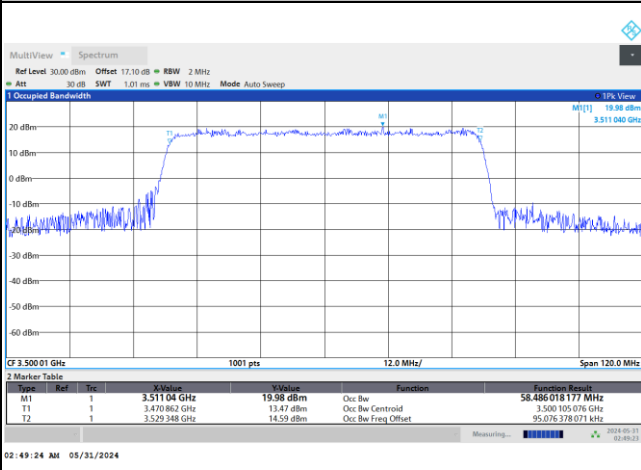 MultiView Spectrum
Ref Level 30.00 dBm Offset 17.10 dB RBW 2 MHz
Att 30 dB SWT 1.01 ms VBW 10 MHz Mode Auto Sweep
1 Occupied Bandwidth 1Pk View
M1[1] 19.98 dBm
3.511 040 GHz
M1
20 dBm T1 T2
10 dBm
0 dBm
-10 dBm
-20 dBm
-30 dBm
-40 dBm
-50 dBm
-60 dBm
CF 3.500 01 GHz 1001 pts 12.0 MHz/ Span 120.0 MHz
2 Marker Table
Type Ref Trc X-Value Y-Value Function Function Result
M1 1 3.511 04 GHz 19.98 dBm Occ Bw 58.486 018 177 MHz
T1 1 3.470 862 GHz 13.47 dBm Occ Bw Centroid 3.500 105 076 GHz
T2 1 3.529 348 GHz 14.59 dBm Occ Bw Freq Offset 95.076 378 071 kHz
Measuring... 2024-05-31
02:49:23
02:49:24 AM 05/31/2024